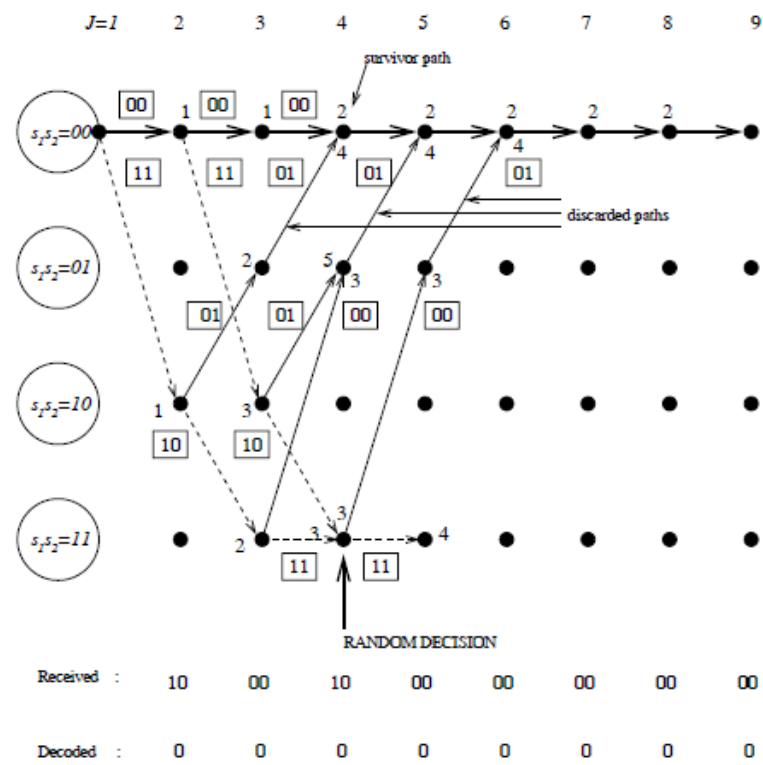 J=1 2 3 4 5 6 7 8 9
survivor path
00 00 00
1 1 2 2 2 2 2
s₁s₂=00
4 4 4
11 11 01 01 01
discarded paths
s₁s₂=01 2 5
3 3
01 01 00 00
s₁s₂=10 1 3
10 10
3
s₁s₂=11 2 3 4
11 11
RANDOM DECISION
Received : 10 00 10 00 00 00 00 00
Decoded : 0 0 0 0 0 0 0 0